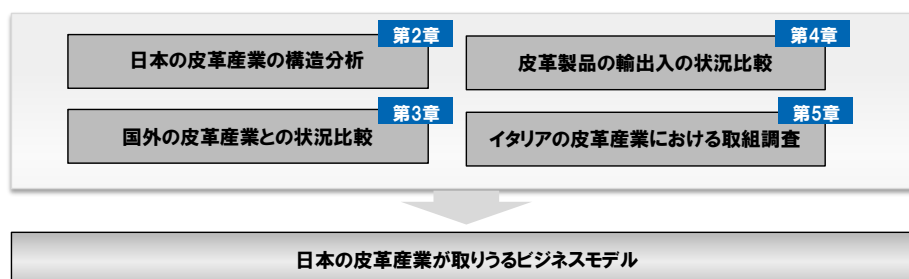 第2章
日本の皮革産業の構造分析
第4章
皮革製品の輸出入の状況比較
第3章
国外の皮革産業との状況比較
第5章
イタリアの皮革産業における取組調査
日本の皮革産業が取りうるビジネスモデル